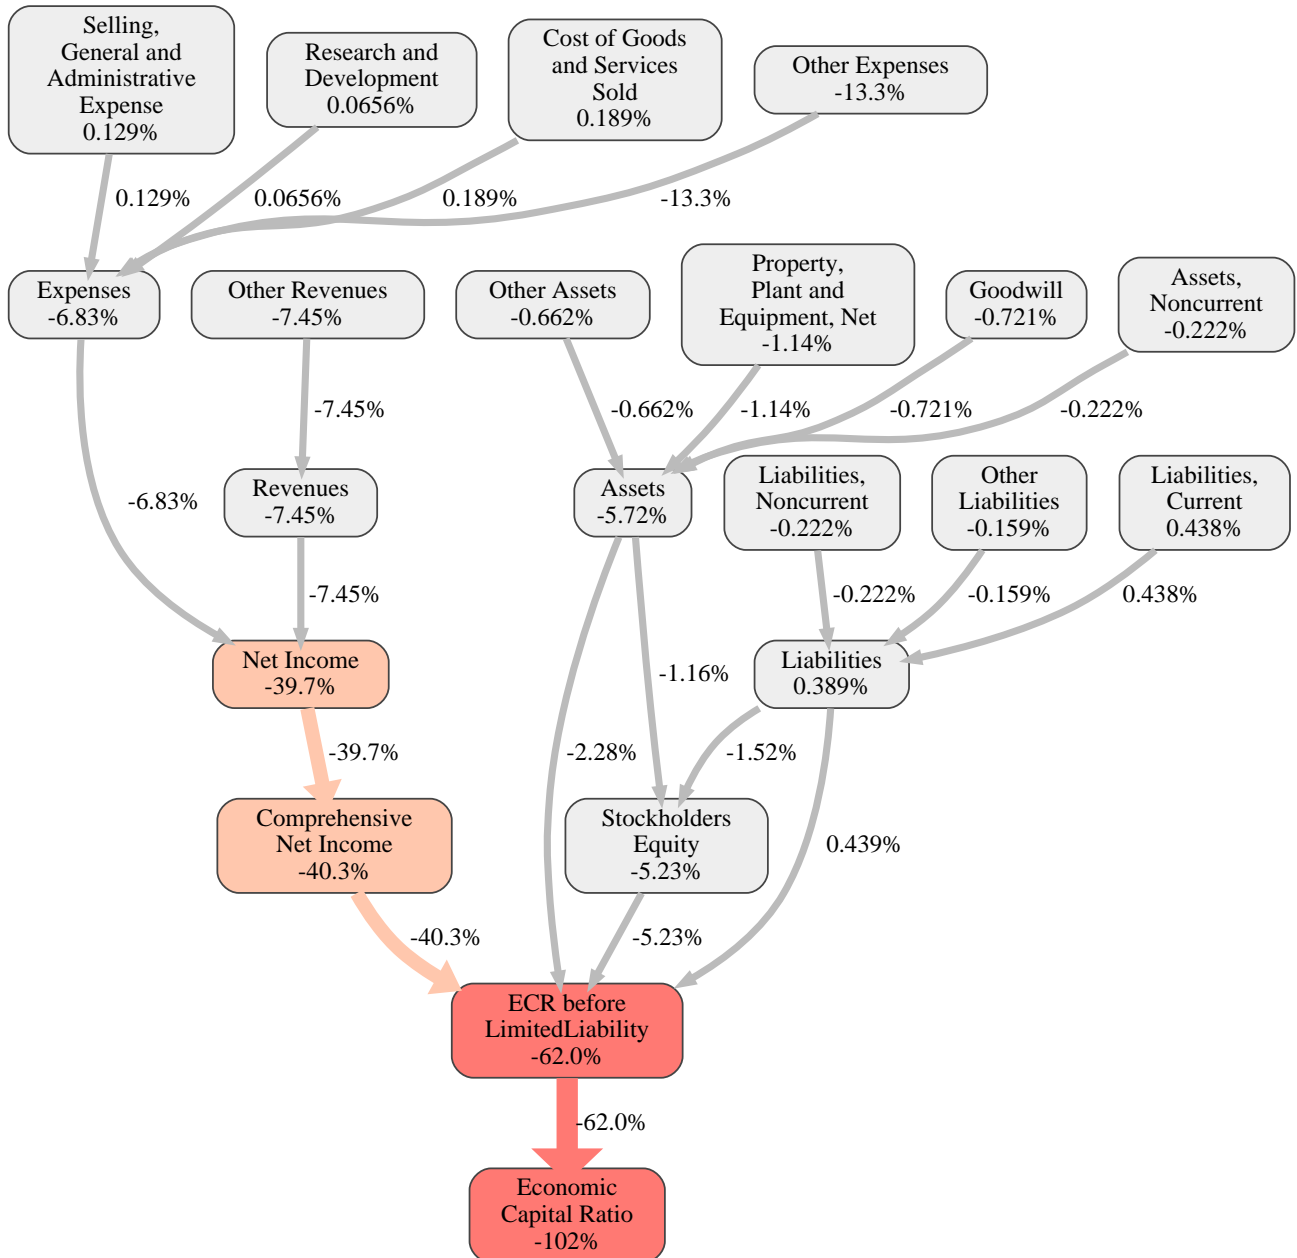 Selling,
General and
Administrative
Expense
0.129%
Research and
Development
0.0656%
Cost of Goods
and Services
Sold
0.189%
Other Expenses
-13.3%
0.129%
0.0656%
0.189%
-13.3%
Expenses
-6.83%
Other Revenues
-7.45%
Other Assets
-0.662%
Property,
Plant and
Equipment, Net
-1.14%
Goodwill
-0.721%
Assets,
Noncurrent
-0.222%
-7.45%
-0.662%
-1.14%
-0.721%
-0.222%
-6.83%
Revenues
-7.45%
Assets
-5.72%
Liabilities,
Noncurrent
-0.222%
Other
Liabilities
-0.159%
Liabilities,
Current
0.438%
-7.45%
-0.222%
-0.159%
0.438%
Net Income
-39.7%
-1.16%
Liabilities
0.389%
-39.7%
-2.28%
-1.52%
Comprehensive
Net Income
-40.3%
Stockholders
Equity
-5.23%
0.439%
-40.3%
-5.23%
ECR before
LimitedLiability
-62.0%
-62.0%
Economic
Capital Ratio
-102%